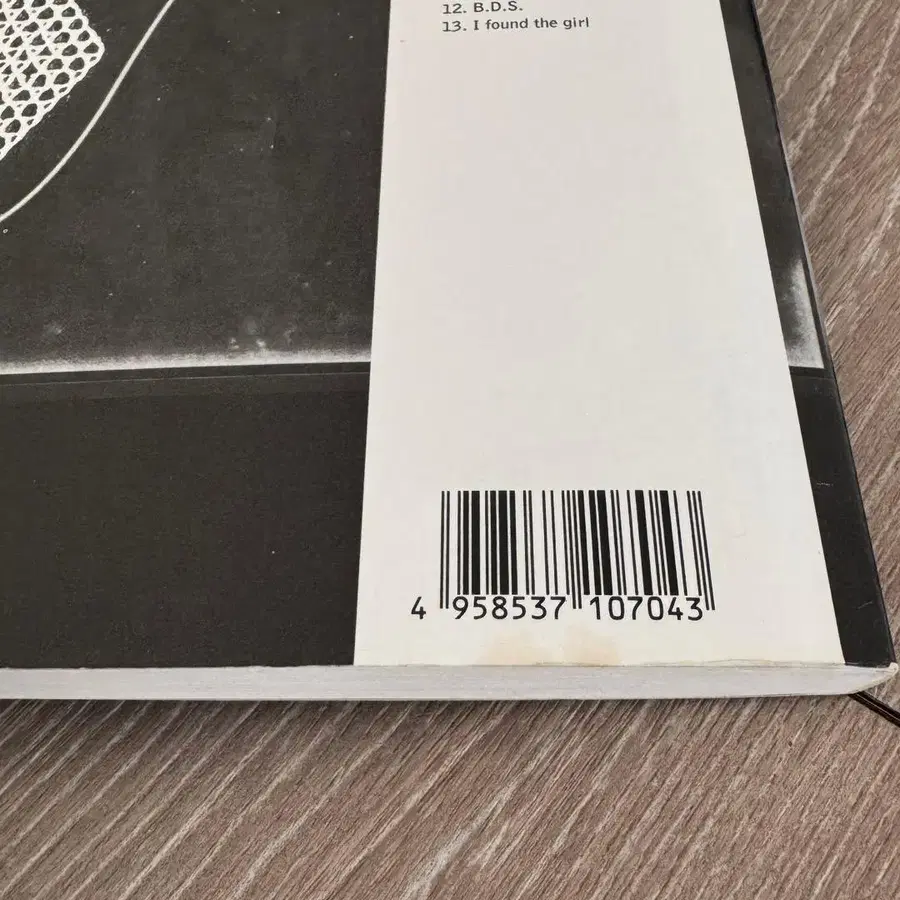 12. B.D.S.
13. I found the girl
4 958537 107043